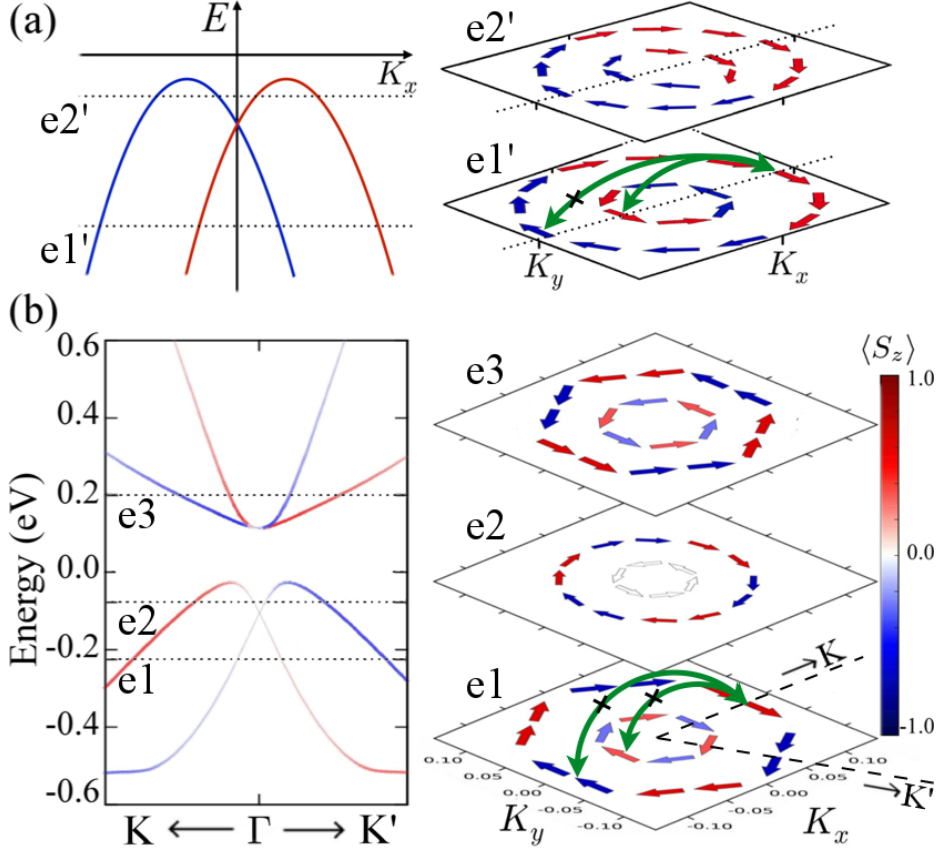 (a)
E
K_x
e2'
e1'
e2'
e1'
K_y
K_x
(b)
0.6
0.4
0.2
0.0
-0.2
-0.4
-0.6
Energy (eV)
e3
e2
e1
K ← Γ → K'
e3
e2
e1
⟨S_z⟩
1.0
0.0
-1.0
→K
→K'
0.10
0.05
0.00
-0.05
-0.10
K_y
-0.10
-0.05
0.00
0.05
0.10
K_x